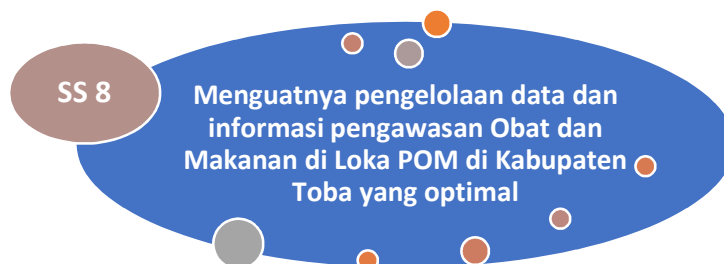 SS 8
Menguatnya pengelolaan data dan
informasi pengawasan Obat dan
Makanan di Loka POM di Kabupaten
Toba yang optimal